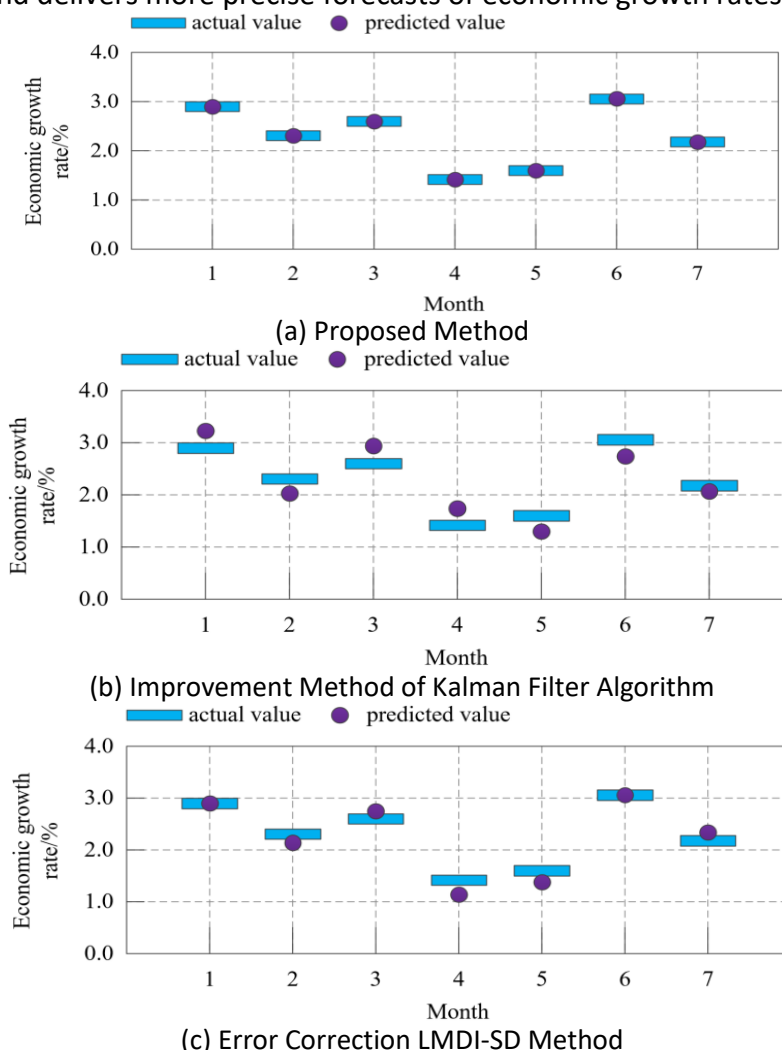 nd delivers more precise forecasts of economic growth rates
actual value predicted value
4.0
3.0
2.0
1.0
0.0
Economic growth
rate/%
1 2 3 4 5 6 7
Month
(a) Proposed Method
actual value predicted value
4.0
3.0
2.0
1.0
0.0
Economic growth
rate/%
1 2 3 4 5 6 7
Month
(b) Improvement Method of Kalman Filter Algorithm
actual value predicted value
4.0
3.0
2.0
1.0
0.0
Economic growth
rate/%
1 2 3 4 5 6 7
Month
(c) Error Correction LMDI-SD Method